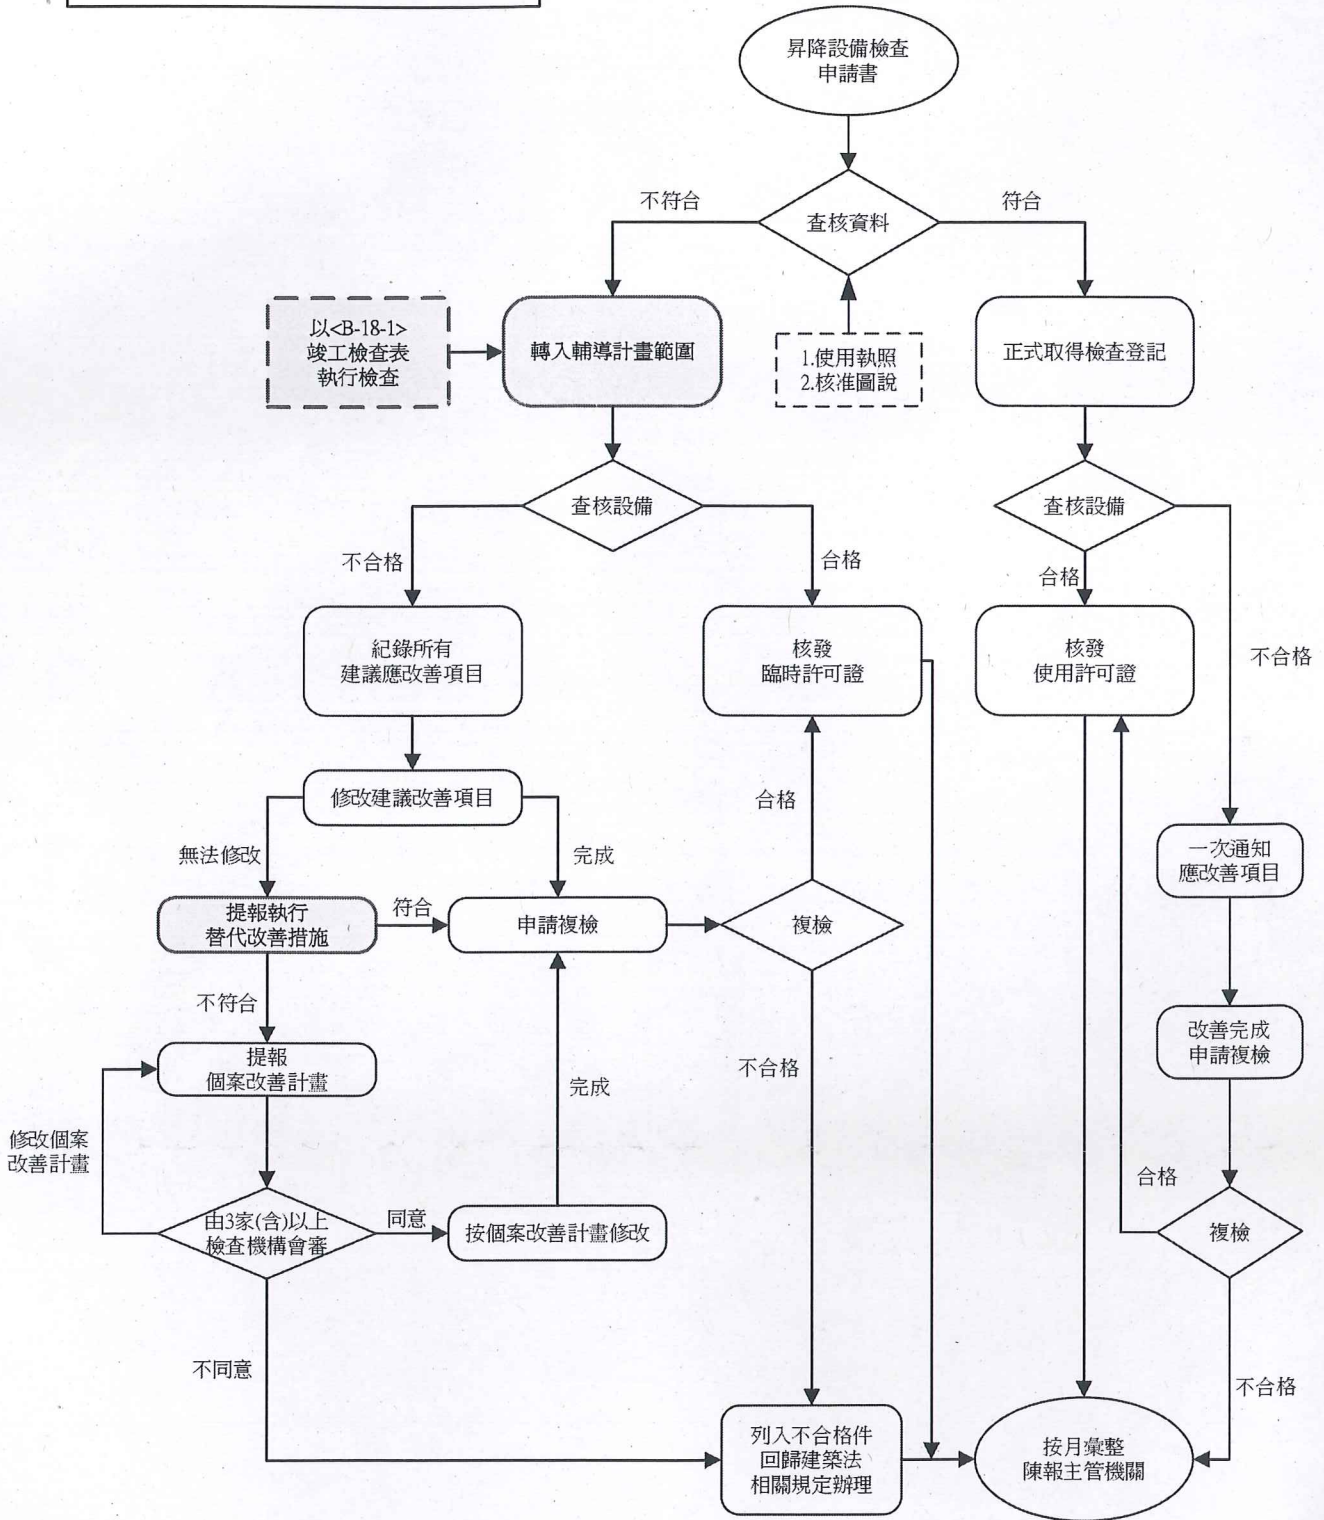 昇降設備檢查
申請書
不符合
符合
查核資料
以<B-18-1>
竣工檢查表
執行檢查
轉入輔導計畫範圍
1.使用執照
2.核准圖說
正式取得檢查登記
查核設備
查核設備
不合格
合格
合格
不合格
紀錄所有
建議應改善項目
核發
臨時許可證
核發
使用許可證
修改建議改善項目
合格
無法修改
完成
一次通知
應改善項目
提報執行
替代改善措施
符合
申請複檢
複檢
不符合
改善完成
申請複檢
提報
個案改善計畫
完成
不合格
修改個案
改善計畫
合格
由3家(含)以上
檢查機構會審
同意
按個案改善計畫修改
複檢
不同意
不合格
列入不合格件
回歸建築法
相關規定辦理
按月彙整
陳報主管機關